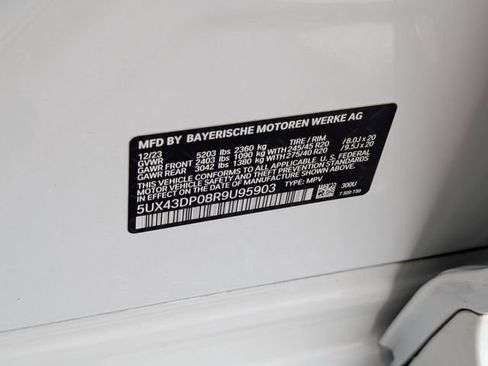 MFD BY BAYERISCHE MOTOREN WERKE AG
12/23 5203 lbs 2360 kg TIRE / RIM
GVWR
GAWR FRONT 2403 lbs 1090 kg WITH 245/45 R20 / 8.0J x 20
GAWR REAR 3042 lbs 1380 kg WITH 275/40 R20 / 9.5J x 20
THIS VEHICLE CONFORMS TO ALL APPLICABLE U.S. FEDERAL
MOTOR VEHICLE SAFETY, BUMPER, AND THEFT PREVENTION STANDARDS
IN EFFECT ON THE DATE OF MANUFACTURE SHOWN ABOVE.
5UX43DP08R9U95903 TYPE: MPV
300U